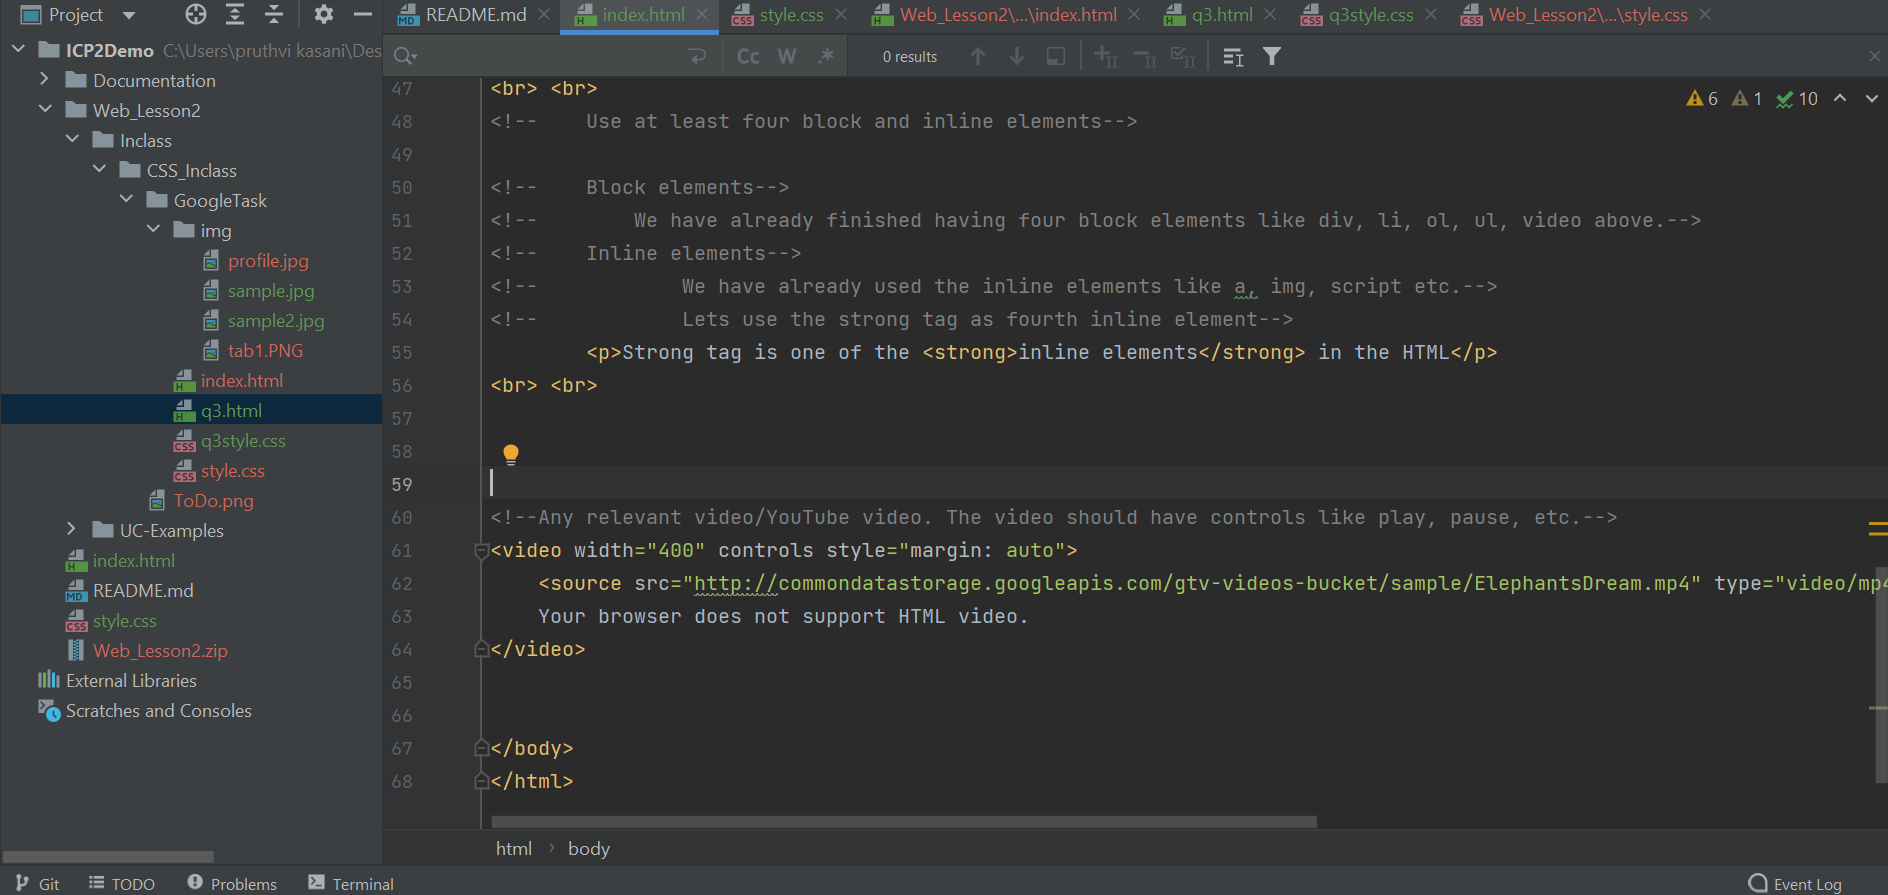 Project
README.md
index.html
style.css
Web_Lesson2\...\index.html
q3.html
q3style.css
Web_Lesson2\...\style.css
ICP2Demo C:\Users\pruthvi kasani\Des
Documentation
Web_Lesson2
Inclass
CSS_Inclass
GoogleTask
img
profile.jpg
sample.jpg
sample2.jpg
tab1.PNG
index.html
q3.html
q3style.css
style.css
ToDo.png
UC-Examples
index.html
README.md
style.css
Web_Lesson2.zip
External Libraries
Scratches and Consoles
Cc W .* 0 results
6 1 10
47 <br> <br>
48 <!-- Use at least four block and inline elements-->
49
50 <!-- Block elements-->
51 <!-- We have already finished having four block elements like div, li, ol, ul, video above.-->
52 <!-- Inline elements-->
53 <!-- We have already used the inline elements like a, img, script etc.-->
54 <!-- Lets use the strong tag as fourth inline element-->
55 <p>Strong tag is one of the <strong>inline elements</strong> in the HTML</p>
56 <br> <br>
57
58
59
60 <!--Any relevant video/YouTube video. The video should have controls like play, pause, etc.-->
61 <video width="400" controls style="margin: auto">
62 <source src="http://commondatastorage.googleapis.com/gtv-videos-bucket/sample/ElephantsDream.mp4" type="video/mp4
63 Your browser does not support HTML video.
64 </video>
65
66
67 </body>
68 </html>
html › body
Git
TODO
Problems
Terminal
Event Log